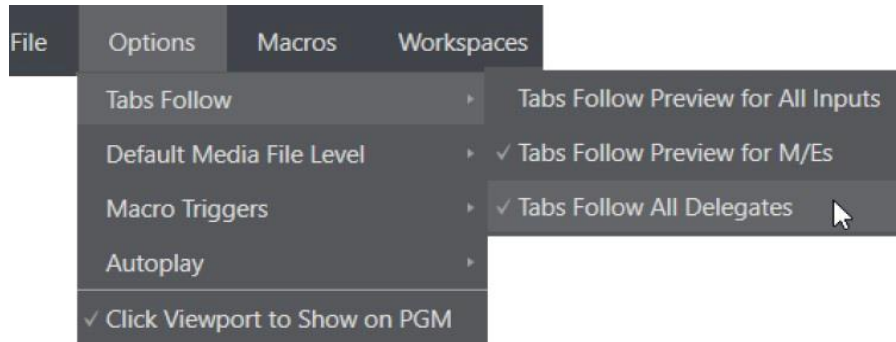 File Options Macros Workspaces
Tabs Follow
Default Media File Level
Macro Triggers
Autoplay
✓ Click Viewport to Show on PGM
Tabs Follow Preview for All Inputs
✓ Tabs Follow Preview for M/Es
✓ Tabs Follow All Delegates